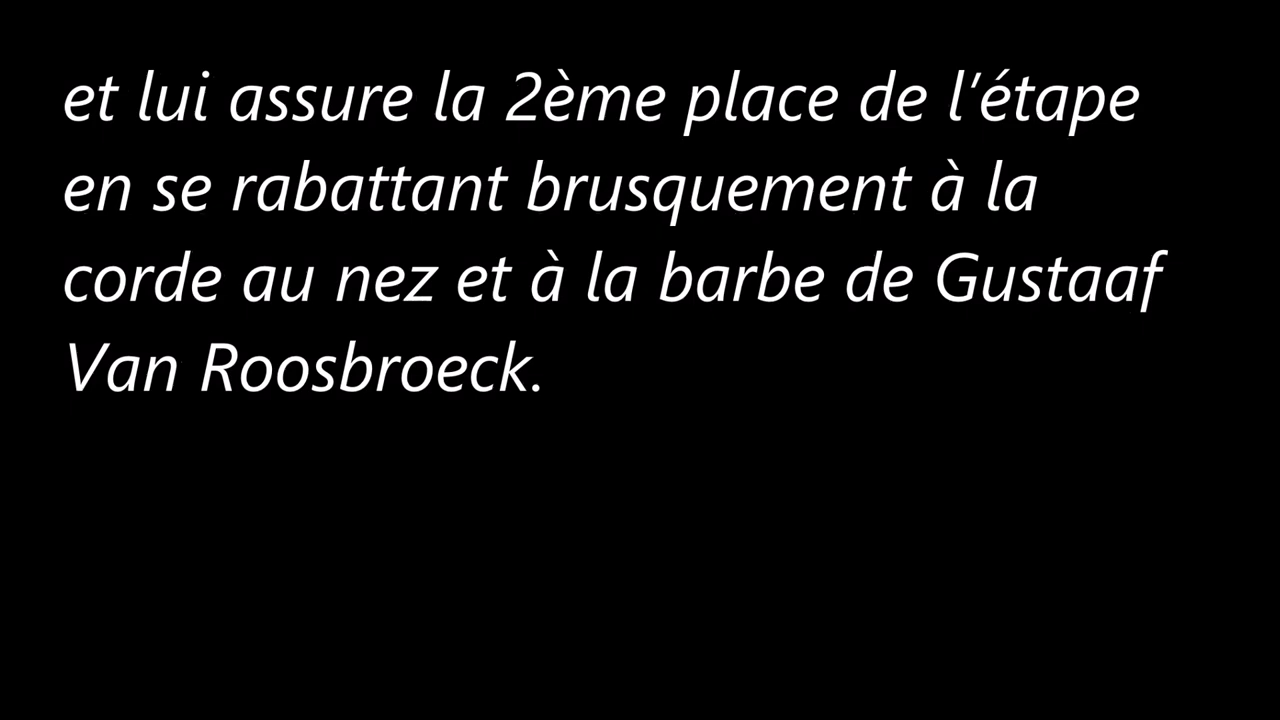 et lui assure la 2ème place de l’étape
en se rabattant brusquement à la
corde au nez et à la barbe de Gustaaf
Van Roosbroeck.